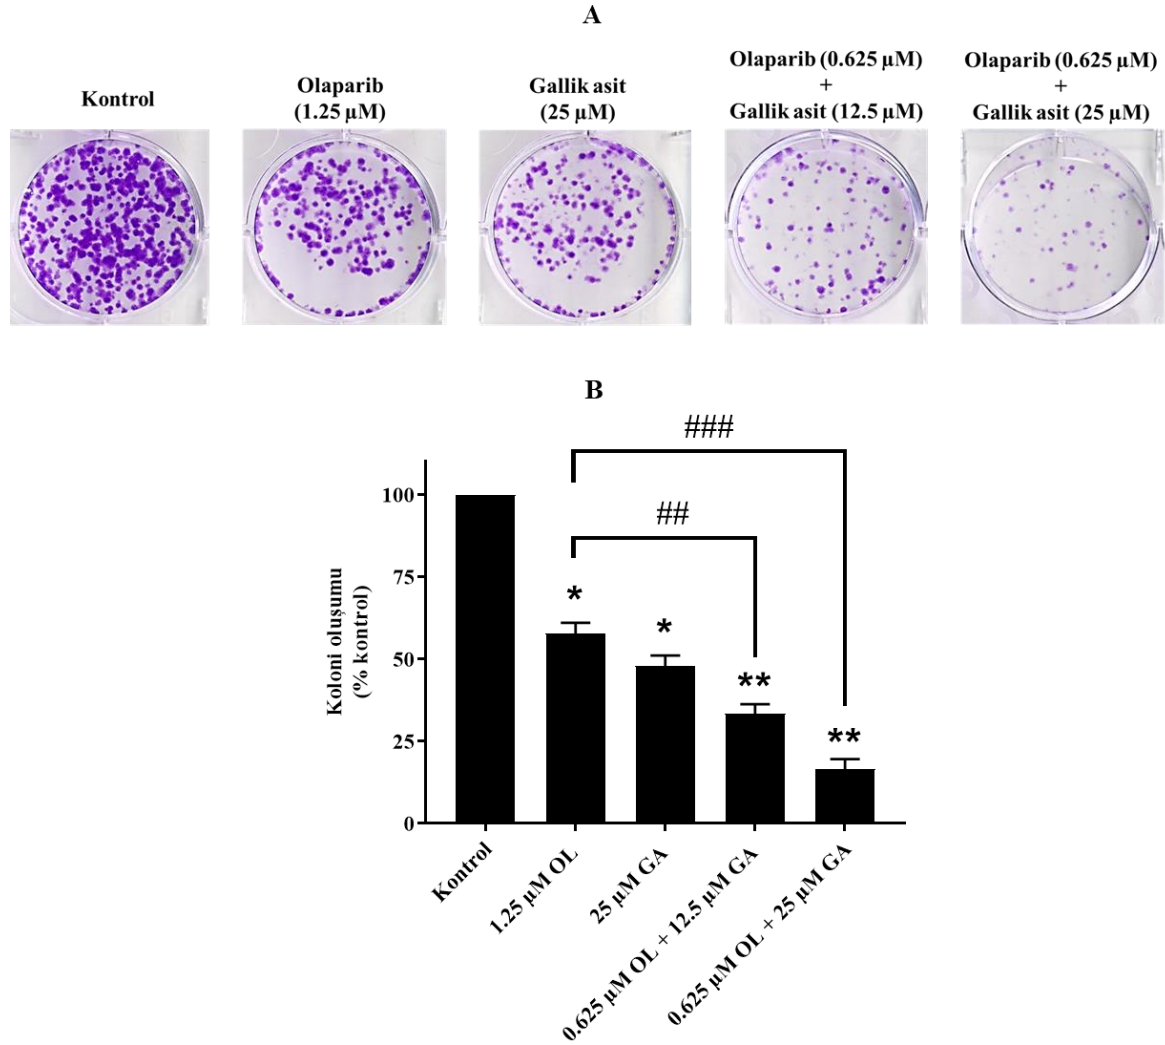 A
Kontrol
Olaparib
(1.25 µM)
Gallik asit
(25 µM)
Olaparib (0.625 µM)
+
Gallik asit (12.5 µM)
Olaparib (0.625 µM)
+
Gallik asit (25 µM)
B
###
##
100
75
50
25
0
Koloni oluşumu
(% kontrol)
*
*
**
**
Kontrol
1.25 µM OL
25 µM GA
0.625 µM OL + 12.5 µM GA
0.625 µM OL + 25 µM GA